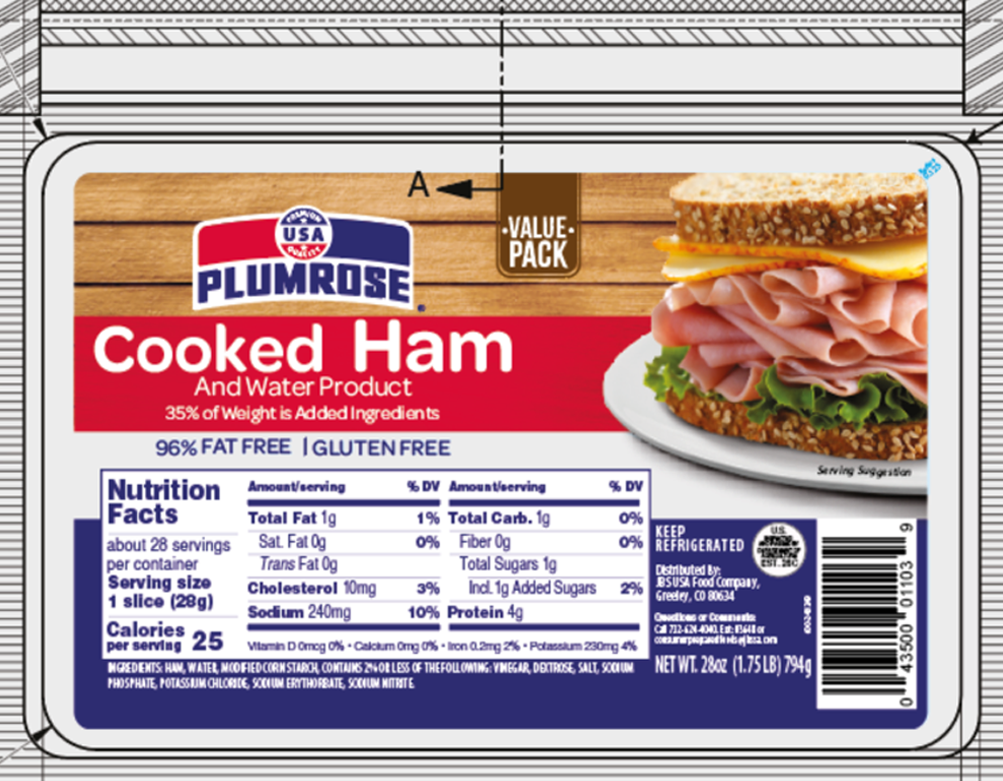 A
·VALUE·
PACK
PREMIUM
USA
QUALITY
PLUMROSE
Cooked Ham
And Water Product
35% of Weight is Added Ingredients
96% FAT FREE | GLUTEN FREE
Serving Suggestion
Nutrition
Facts
about 28 servings
per container
Serving size
1 slice (28g)
Calories
per serving 25
Amount/serving % DV Amount/serving % DV
Total Fat 1g 1% Total Carb. 1g 0%
Sat. Fat 0g 0% Fiber 0g 0%
Trans Fat 0g Total Sugars 1g
Cholesterol 10mg 3% Incl. 1g Added Sugars 2%
Sodium 240mg 10% Protein 4g
Vitamin D 0mcg 0% • Calcium 0mg 0% • Iron 0.2mg 2% • Potassium 230mg 4%
INGREDIENTS: HAM, WATER, MODIFIED CORN STARCH, CONTAINS 2% OR LESS OF THE FOLLOWING: VINEGAR, DEXTROSE, SALT, SODIUM
PHOSPHATE, POTASSIUM CHLORIDE, SODIUM ERYTHORBATE, SODIUM NITRITE.
KEEP
REFRIGERATED
U.S.
EST. 26C
Distributed By:
JBS USA Food Company,
Greeley, CO 80634
Questions or Comments:
NET WT. 28oz (1.75 LB) 794g
0 43500 01103 9